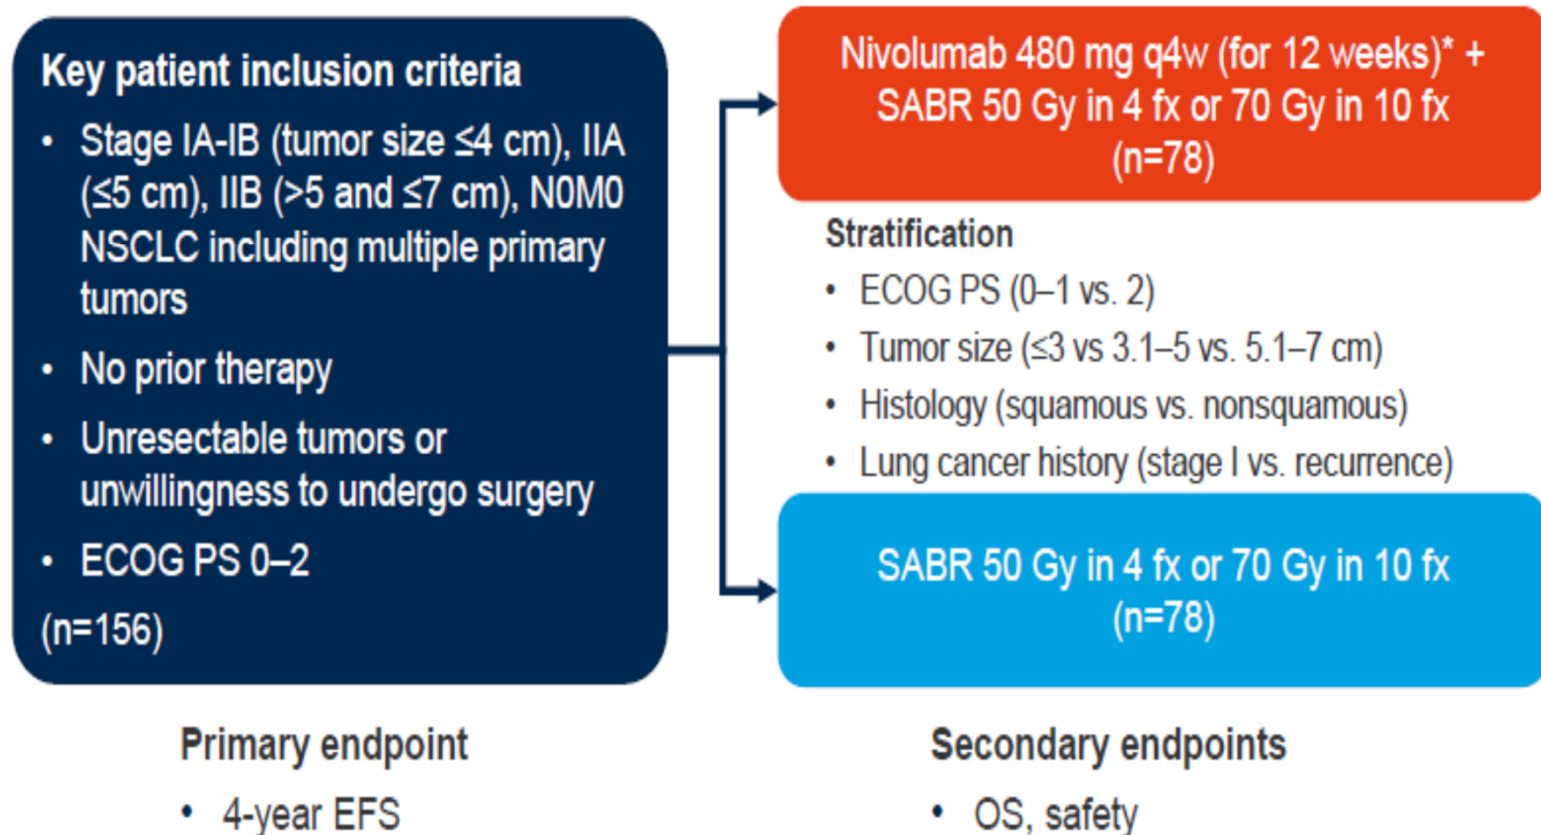 Key patient inclusion criteria
• Stage IA-IB (tumor size ≤4 cm), IIA
(≤5 cm), IIB (>5 and ≤7 cm), N0M0
NSCLC including multiple primary
tumors
• No prior therapy
• Unresectable tumors or
unwillingness to undergo surgery
• ECOG PS 0–2
(n=156)
Nivolumab 480 mg q4w (for 12 weeks)* +
SABR 50 Gy in 4 fx or 70 Gy in 10 fx
(n=78)
Stratification
• ECOG PS (0–1 vs. 2)
• Tumor size (≤3 vs 3.1–5 vs. 5.1–7 cm)
• Histology (squamous vs. nonsquamous)
• Lung cancer history (stage I vs. recurrence)
SABR 50 Gy in 4 fx or 70 Gy in 10 fx
(n=78)
Primary endpoint
• 4-year EFS
Secondary endpoints
• OS, safety